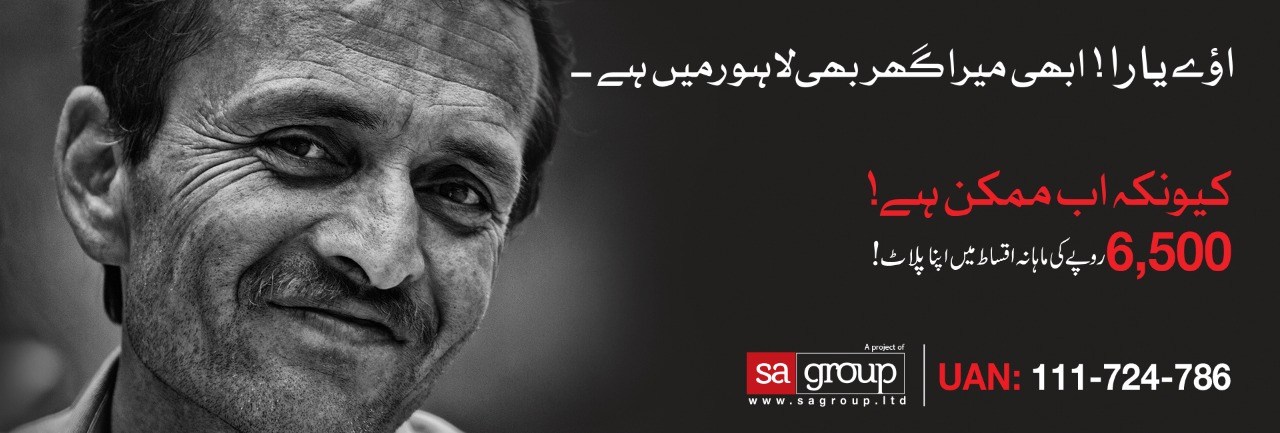 اؤے یارا! ابھی میرا گھر بھی لاہور میں ہے۔
کیونکہ اب ممکن ہے!
6,500 روپے کی ماہانہ اقساط میں اپنا پلاٹ!
A project of
sa group
www.sagroup.ltd
UAN: 111-724-786